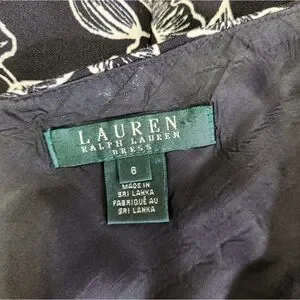 LAUREN
RALPH LAUREN
DRESS
6
MADE IN
SRI LANKA
FABRIQUÉ AU
SRI LANKA